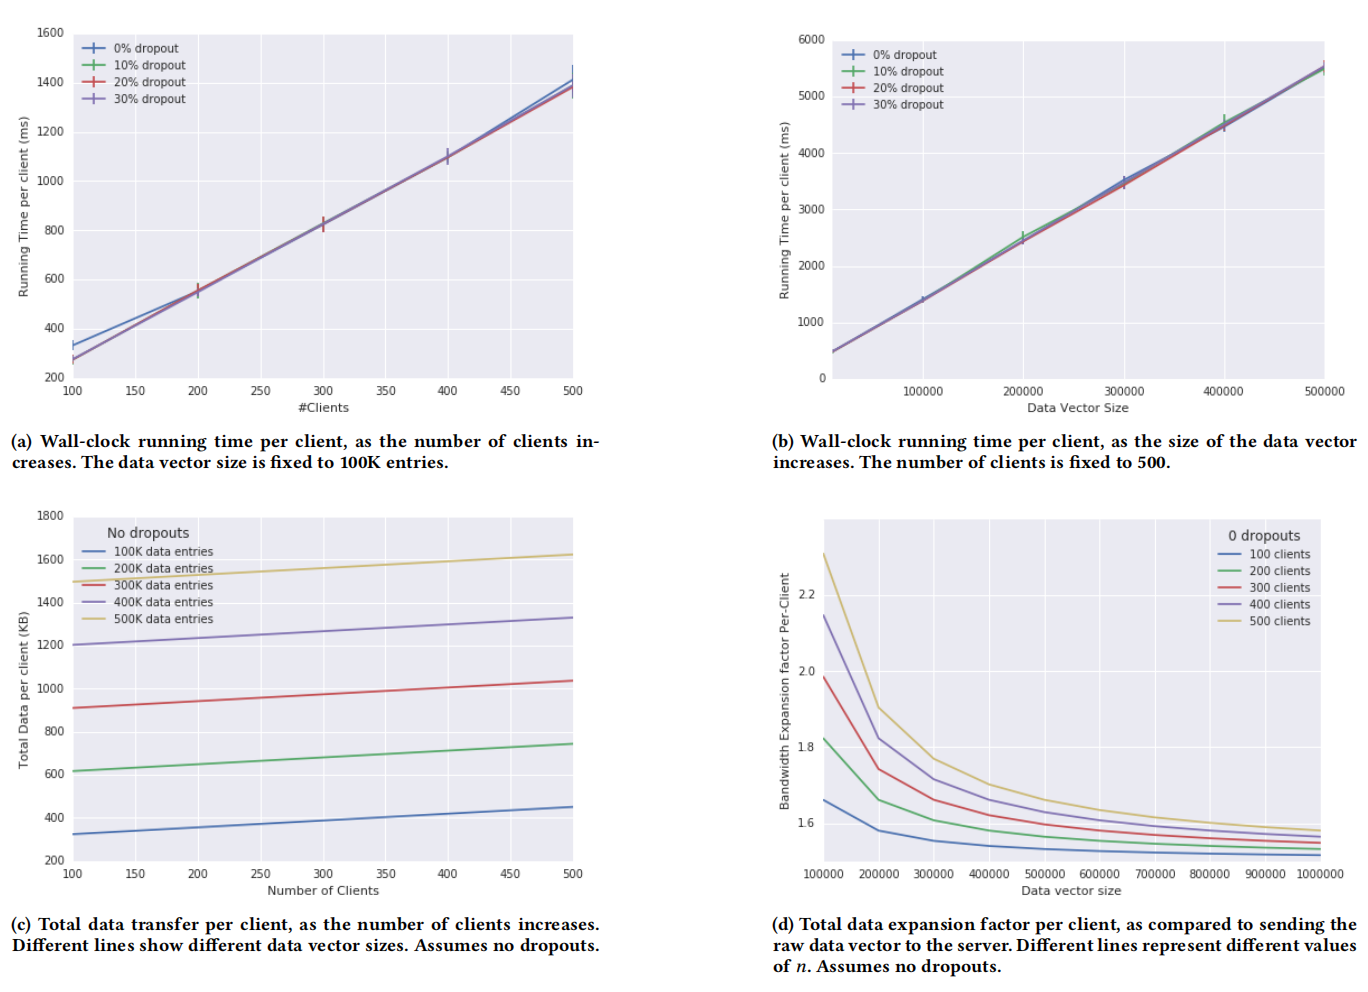 1600
1400
1200
1000
800
600
400
200
Running Time per client (ms)
0% dropout
10% dropout
20% dropout
30% dropout
100 150 200 250 300 350 400 450 500
#Clients
(a) Wall-clock running time per client, as the number of clients in-
creases. The data vector size is fixed to 100K entries.
6000
5000
4000
3000
2000
1000
0
Running Time per client (ms)
0% dropout
10% dropout
20% dropout
30% dropout
100000 200000 300000 400000 500000
Data Vector Size
(b) Wall-clock running time per client, as the size of the data vector
increases. The number of clients is fixed to 500.
1800
1600
1400
1200
1000
800
600
400
200
Total Data per client (KB)
No dropouts
100K data entries
200K data entries
300K data entries
400K data entries
500K data entries
100 150 200 250 300 350 400 450 500
Number of Clients
(c) Total data transfer per client, as the number of clients increases.
Different lines show different data vector sizes. Assumes no dropouts.
2.2
2.0
1.8
1.6
Bandwidth Expansion factor Per-Client
0 dropouts
100 clients
200 clients
300 clients
400 clients
500 clients
100000 200000 300000 400000 500000 600000 700000 800000 900000 1000000
Data vector size
(d) Total data expansion factor per client, as compared to sending the
raw data vector to the server. Different lines represent different values
of n. Assumes no dropouts.